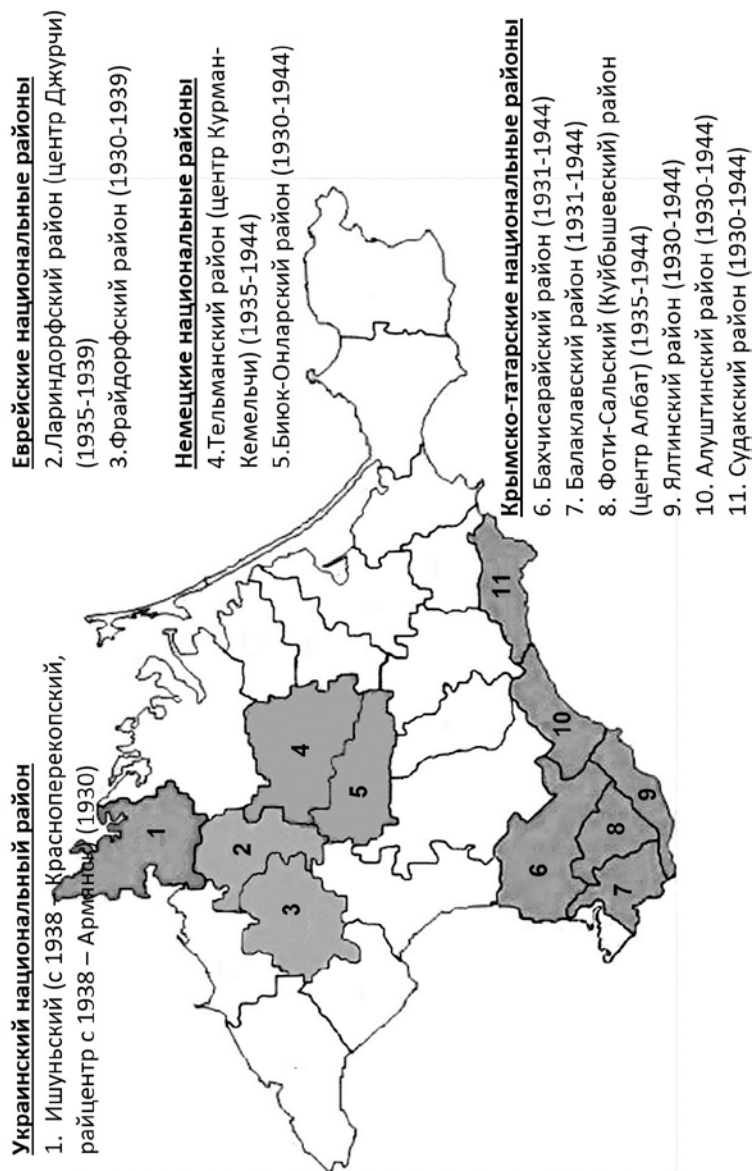 Украинский национальный район
1. Ишуньский (с 1938 – Красноперекопский,
райцентр с 1938 – Армянск) (1930)
Еврейские национальные районы
2.Лариндорфский район (центр Джурчи)
(1935-1939)
3.Фрайдорфский район (1930-1939)
Немецкие национальные районы
4.Тельманский район (центр Курман-
Кемельчи) (1935-1944)
5.Биюк-Онларский район (1930-1944)
Крымско-татарские национальные районы
6. Бахчисарайский район (1931-1944)
7. Балаклавский район (1931-1944)
8. Фоти-Сальский (Куйбышевский) район
(центр Албат) (1935-1944)
9. Ялтинский район (1930-1944)
10. Алуштинский район (1930-1944)
11. Судакский район (1930-1944)
1
2
3
4
5
6
7
8
9
10
11